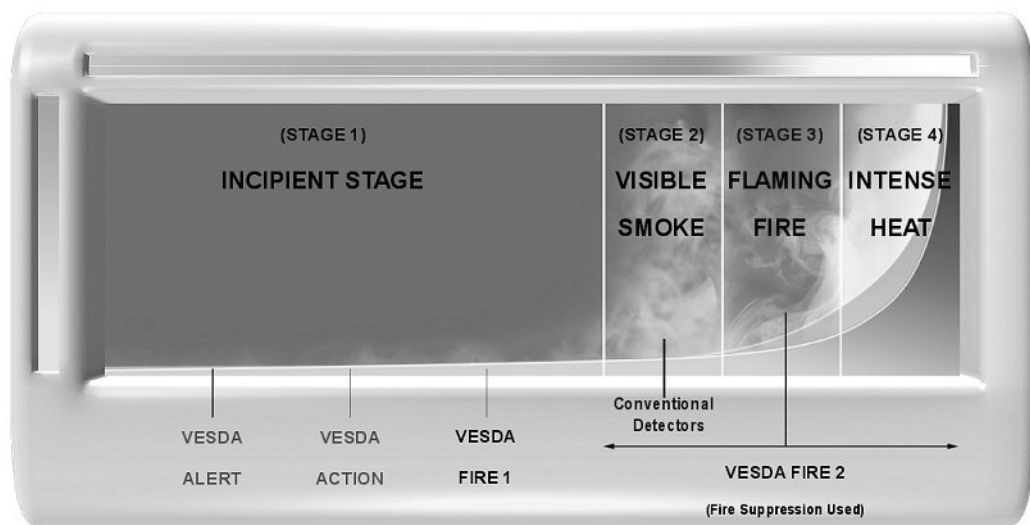 (STAGE 1)
INCIPIENT STAGE
(STAGE 2)
VISIBLE
SMOKE
(STAGE 3)
FLAMING
FIRE
(STAGE 4)
INTENSE
HEAT
VESDA
ALERT
VESDA
ACTION
VESDA
FIRE 1
Conventional
Detectors
VESDA FIRE 2
(Fire Suppression Used)